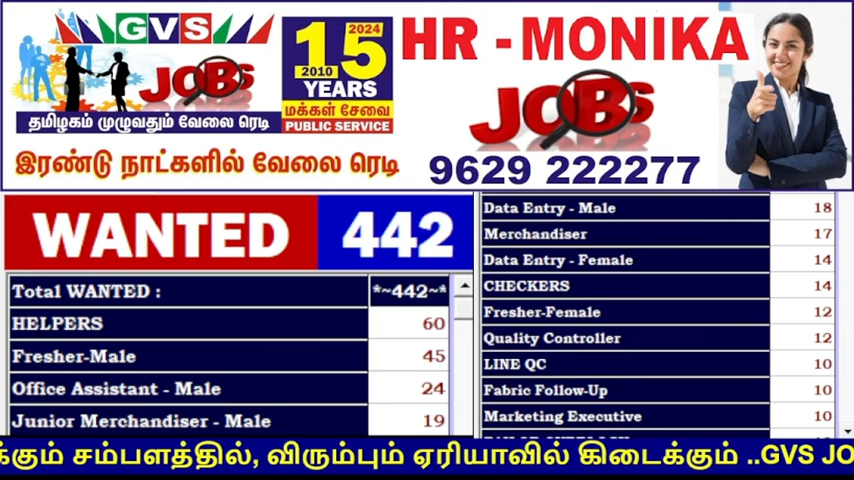 GVS
JOBS
தமிழகம் முழுவதும் வேலை ரெடி
15
2024
2010
YEARS
மக்கள் சேவை
PUBLIC SERVICE
இரண்டு நாட்களில் வேலை ரெடி
HR - MONIKA
JOBS
9629 222277
WANTED 442
Total WANTED : *~442~*
HELPERS 60
Fresher-Male 45
Office Assistant - Male 24
Junior Merchandiser - Male 19
Data Entry - Male 18
Merchandiser 17
Data Entry - Female 14
CHECKERS 14
Fresher-Female 12
Quality Controller 12
LINE QC 10
Fabric Follow-Up 10
Marketing Executive 10
க்கும் சம்பளத்தில், விரும்பும் ஏரியாவில் கிடைக்கும் ..GVS JO